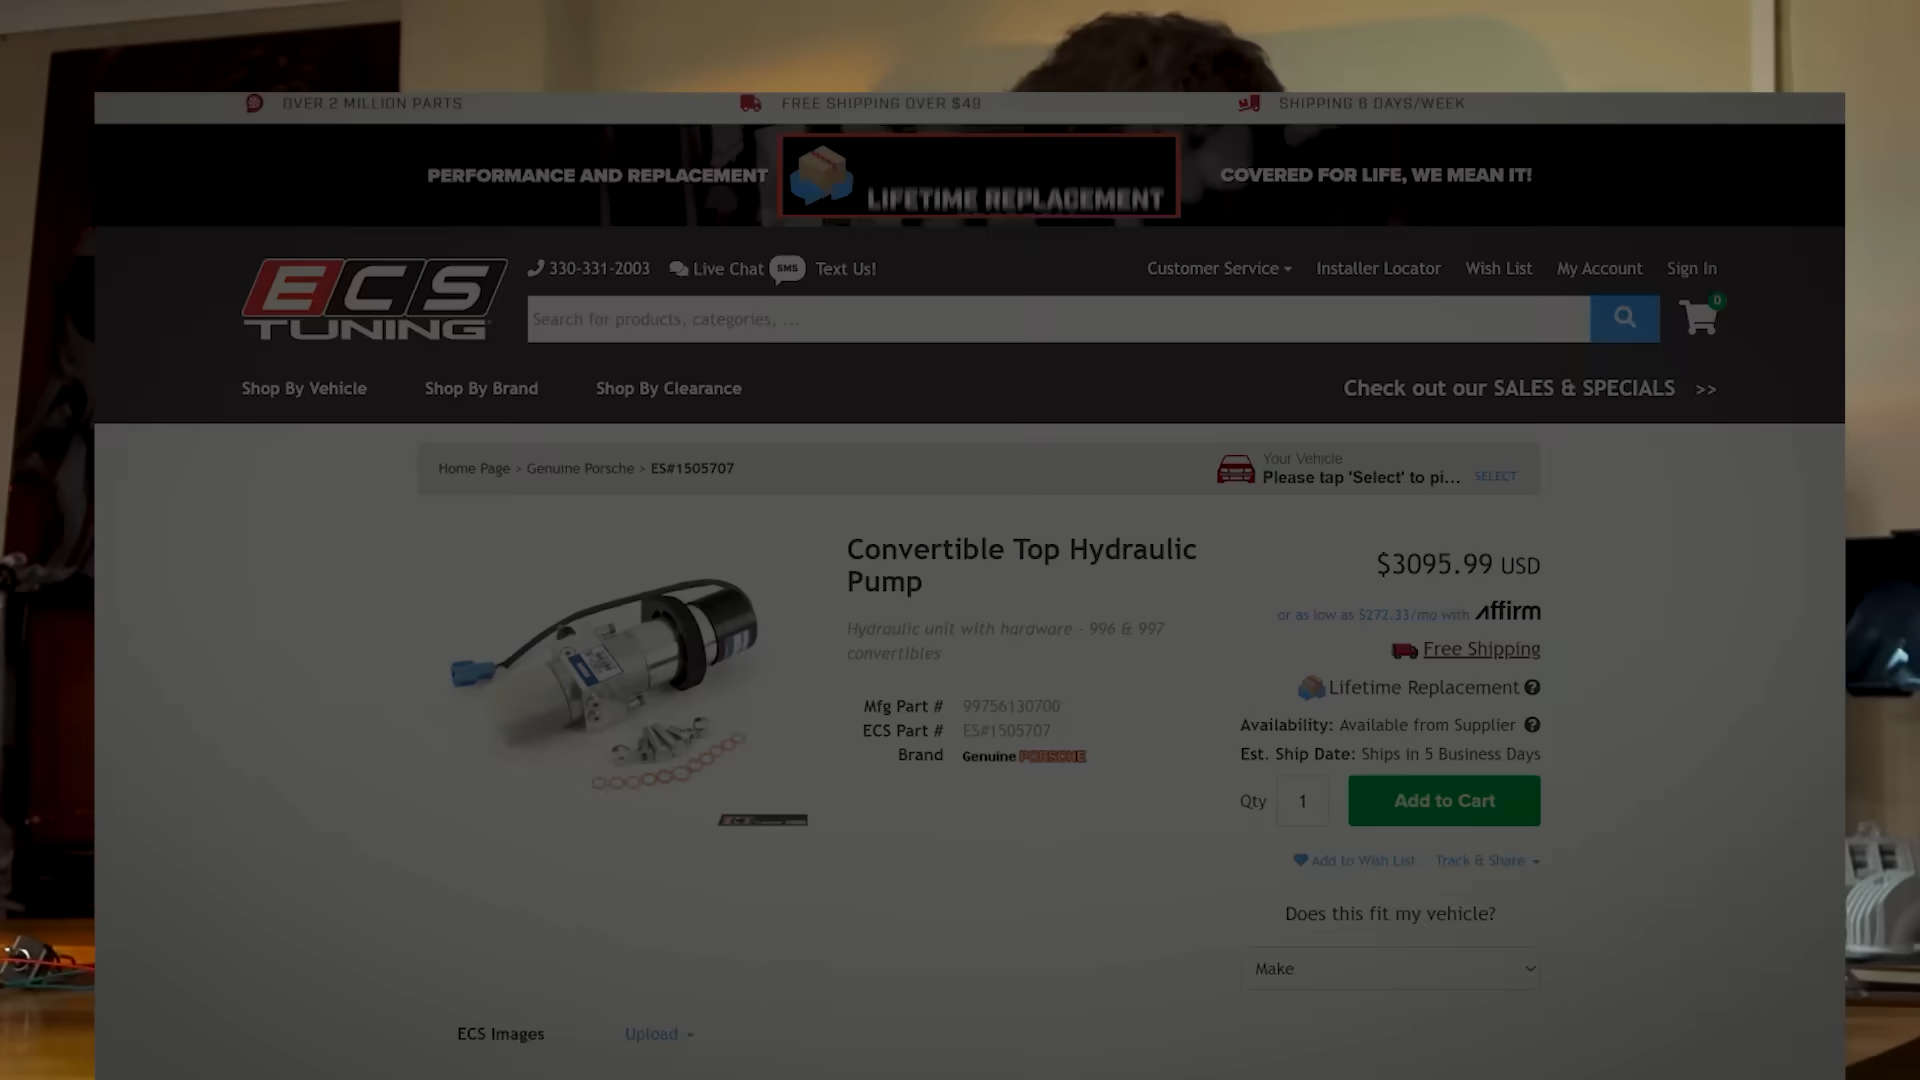 OVER 2 MILLION PARTS
FREE SHIPPING OVER $49
SHIPPING 6 DAYS/WEEK
PERFORMANCE AND REPLACEMENT
LIFETIME REPLACEMENT
COVERED FOR LIFE, WE MEAN IT!
ECS TUNING
330-331-2003
Live Chat
SMS
Text Us!
Customer Service
Installer Locator
Wish List
My Account
Sign In
Search for products, categories, ...
0
Shop By Vehicle
Shop By Brand
Shop By Clearance
Check out our SALES & SPECIALS >>
Home Page > Genuine Porsche > ES#1505707
Your Vehicle
Please tap 'Select' to pi...
SELECT
Convertible Top Hydraulic
Pump
Hydraulic unit with hardware - 996 & 997
convertibles
Mfg Part # 99756130700
ECS Part # ES#1505707
Brand Genuine PORSCHE
$3095.99 USD
or as low as $272.33/mo with affirm
Free Shipping
Lifetime Replacement ?
Availability: Available from Supplier ?
Est. Ship Date: Ships in 5 Business Days
Qty 1 Add to Cart
Add to Wish List
Track & Share
Does this fit my vehicle?
Make
ECS Images
Upload